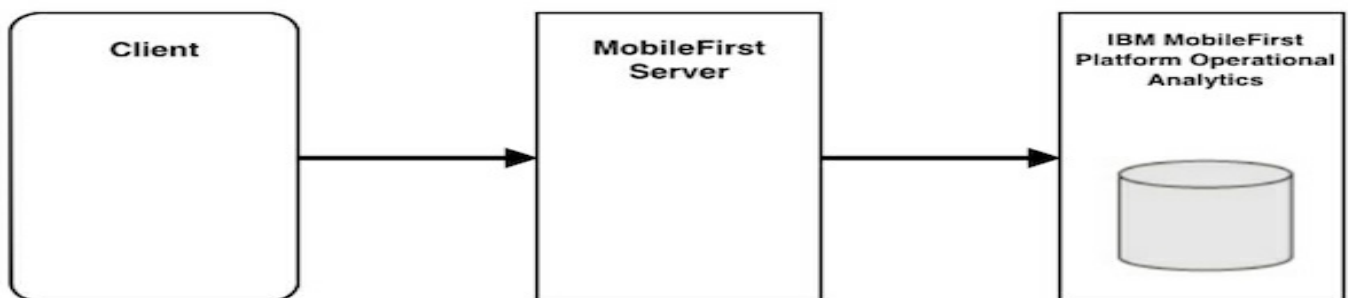 Client
MobileFirst
Server
IBM MobileFirst
Platform Operational
Analytics